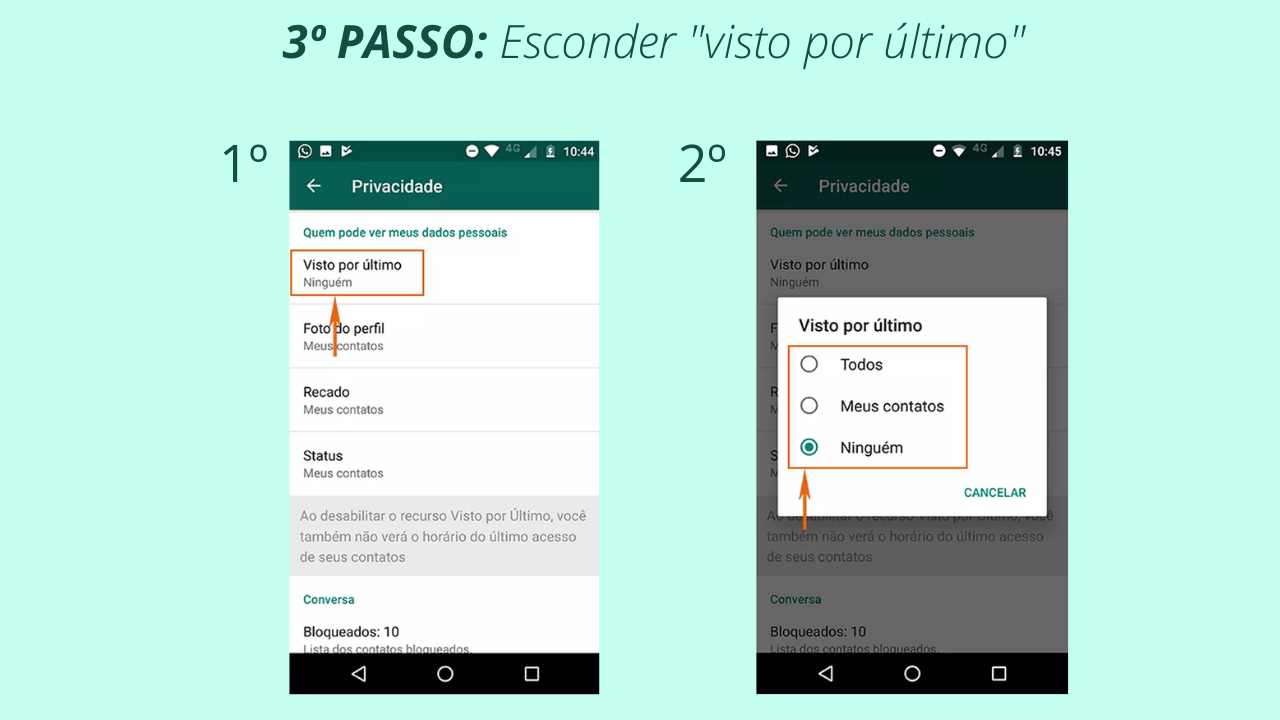 3º PASSO: Esconder "visto por último"
1º
4G 10:44
Privacidade
Quem pode ver meus dados pessoais
Visto por último
Ninguém
Foto do perfil
Meus contatos
Recado
Meus contatos
Status
Meus contatos
Ao desabilitar o recurso Visto por Último, você
também não verá o horário do último acesso
de seus contatos
Conversa
Bloqueados: 10
Lista dos contatos bloqueados.
2º
4G 10:45
Privacidade
Quem pode ver meus dados pessoais
Visto por último
Ninguém
Visto por último
Todos
Meus contatos
Ninguém
CANCELAR
Ao desabilitar o recurso Visto por Último, você
também não verá o horário do último acesso
de seus contatos
Conversa
Bloqueados: 10
Lista dos contatos bloqueados.